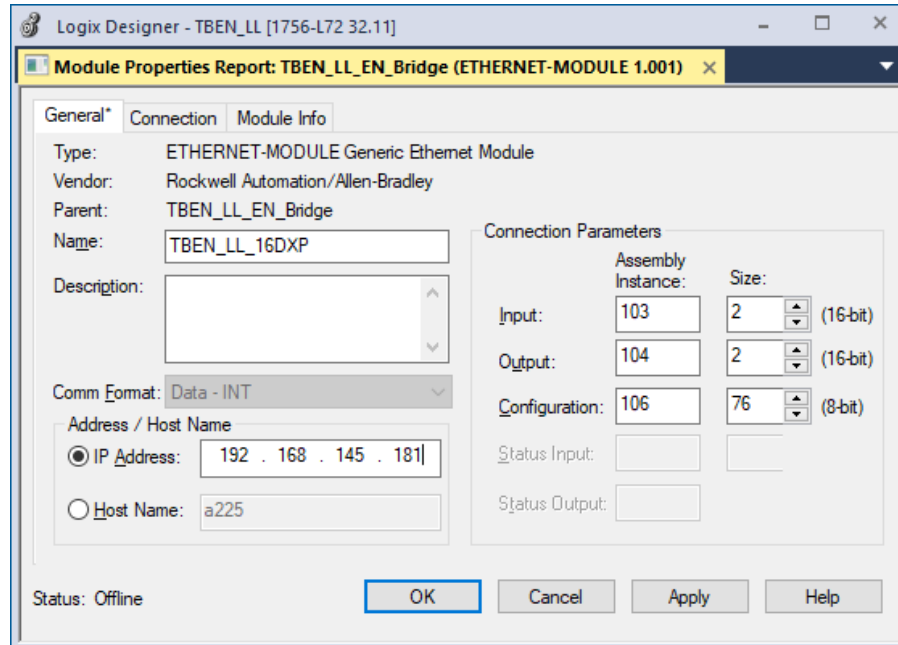 Logix Designer - TBEN_LL [1756-L72 32.11]
Module Properties Report: TBEN_LL_EN_Bridge (ETHERNET-MODULE 1.001)
General* Connection Module Info
Type: ETHERNET-MODULE Generic Ethernet Module
Vendor: Rockwell Automation/Allen-Bradley
Parent: TBEN_LL_EN_Bridge
Name: TBEN_LL_16DXP
Description:
Comm Format: Data - INT
Address / Host Name
IP Address: 192 . 168 . 145 . 181
Host Name: a225
Connection Parameters
Assembly
Instance: Size:
Input: 103 2 (16-bit)
Output: 104 2 (16-bit)
Configuration: 106 76 (8-bit)
Status Input:
Status Output:
Status: Offline
OK Cancel Apply Help